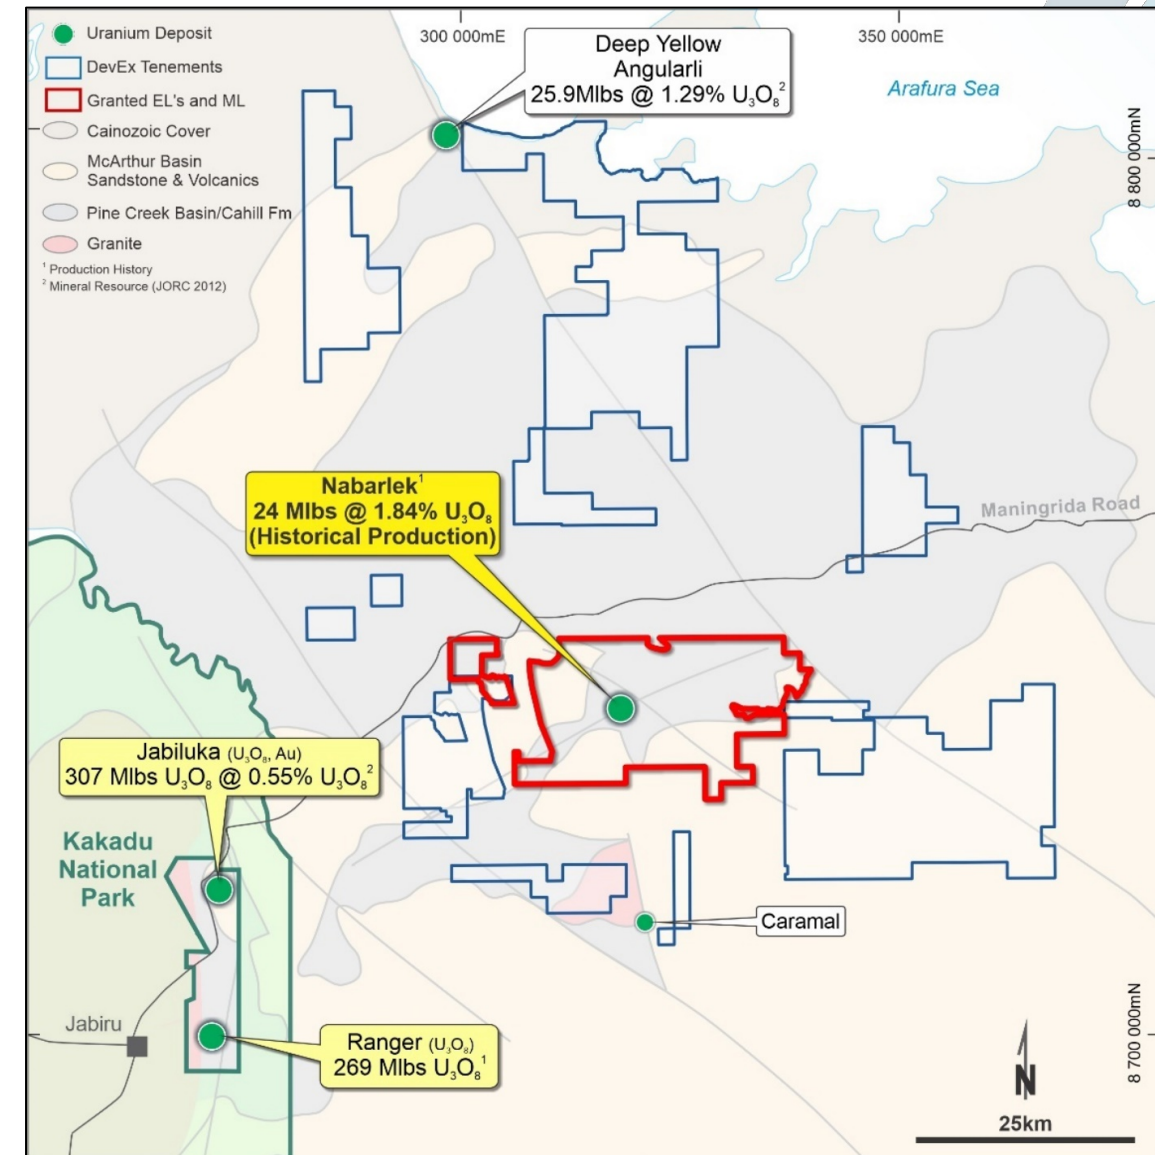 Uranium Deposit
DevEx Tenements
Granted EL's and ML
Cainozoic Cover
McArthur Basin
Sandstone & Volcanics
Pine Creek Basin/Cahill Fm
Granite
¹ Production History
² Mineral Resource (JORC 2012)
300 000mE
350 000mE
Deep Yellow
Angularli
25.9Mlbs @ 1.29% U₃O₈²
Arafura Sea
8 800 000mN
Nabarlek¹
24 Mlbs @ 1.84% U₃O₈
(Historical Production)
Maningrida Road
Jabiluka (U₃O₈, Au)
307 Mlbs U₃O₈ @ 0.55% U₃O₈²
Kakadu
National
Park
Caramal
Jabiru
Ranger (U₃O₈)
269 Mlbs U₃O₈¹
8 700 000mN
N
25km